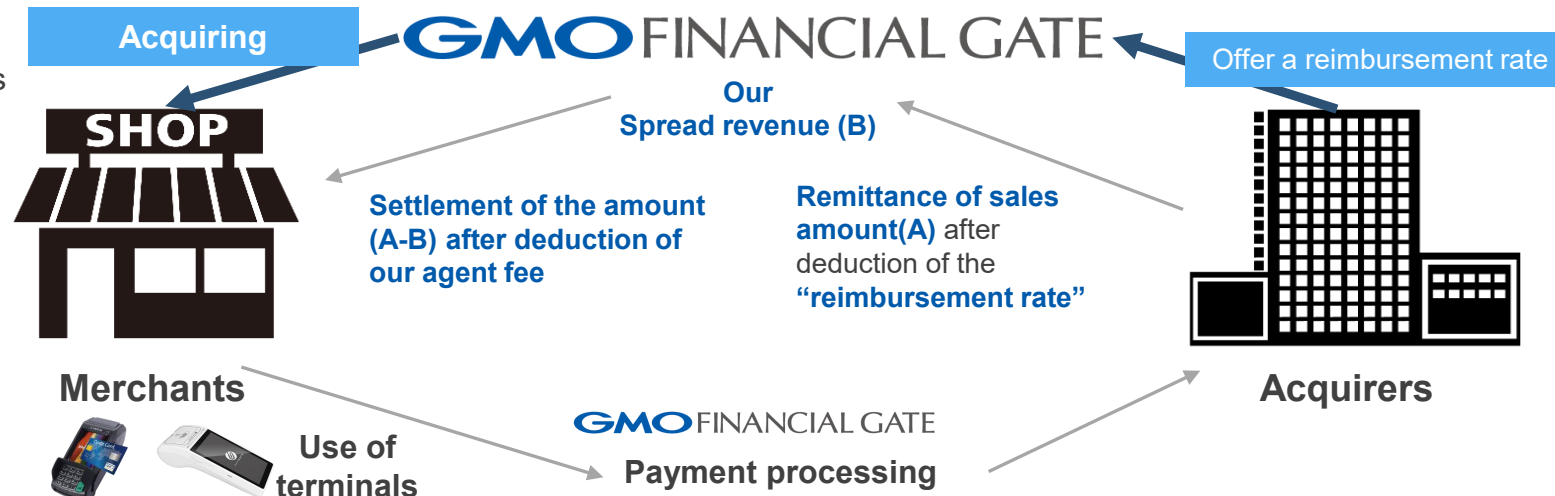 Acquiring
GMO FINANCIAL GATE
Offer a reimbursement rate
s
SHOP
Our
Spread revenue (B)
Settlement of the amount
(A-B) after deduction of
our agent fee
Remittance of sales
amount(A) after
deduction of the
“reimbursement rate”
Merchants
Acquirers
GMO FINANCIAL GATE
Use of
terminals
Payment processing